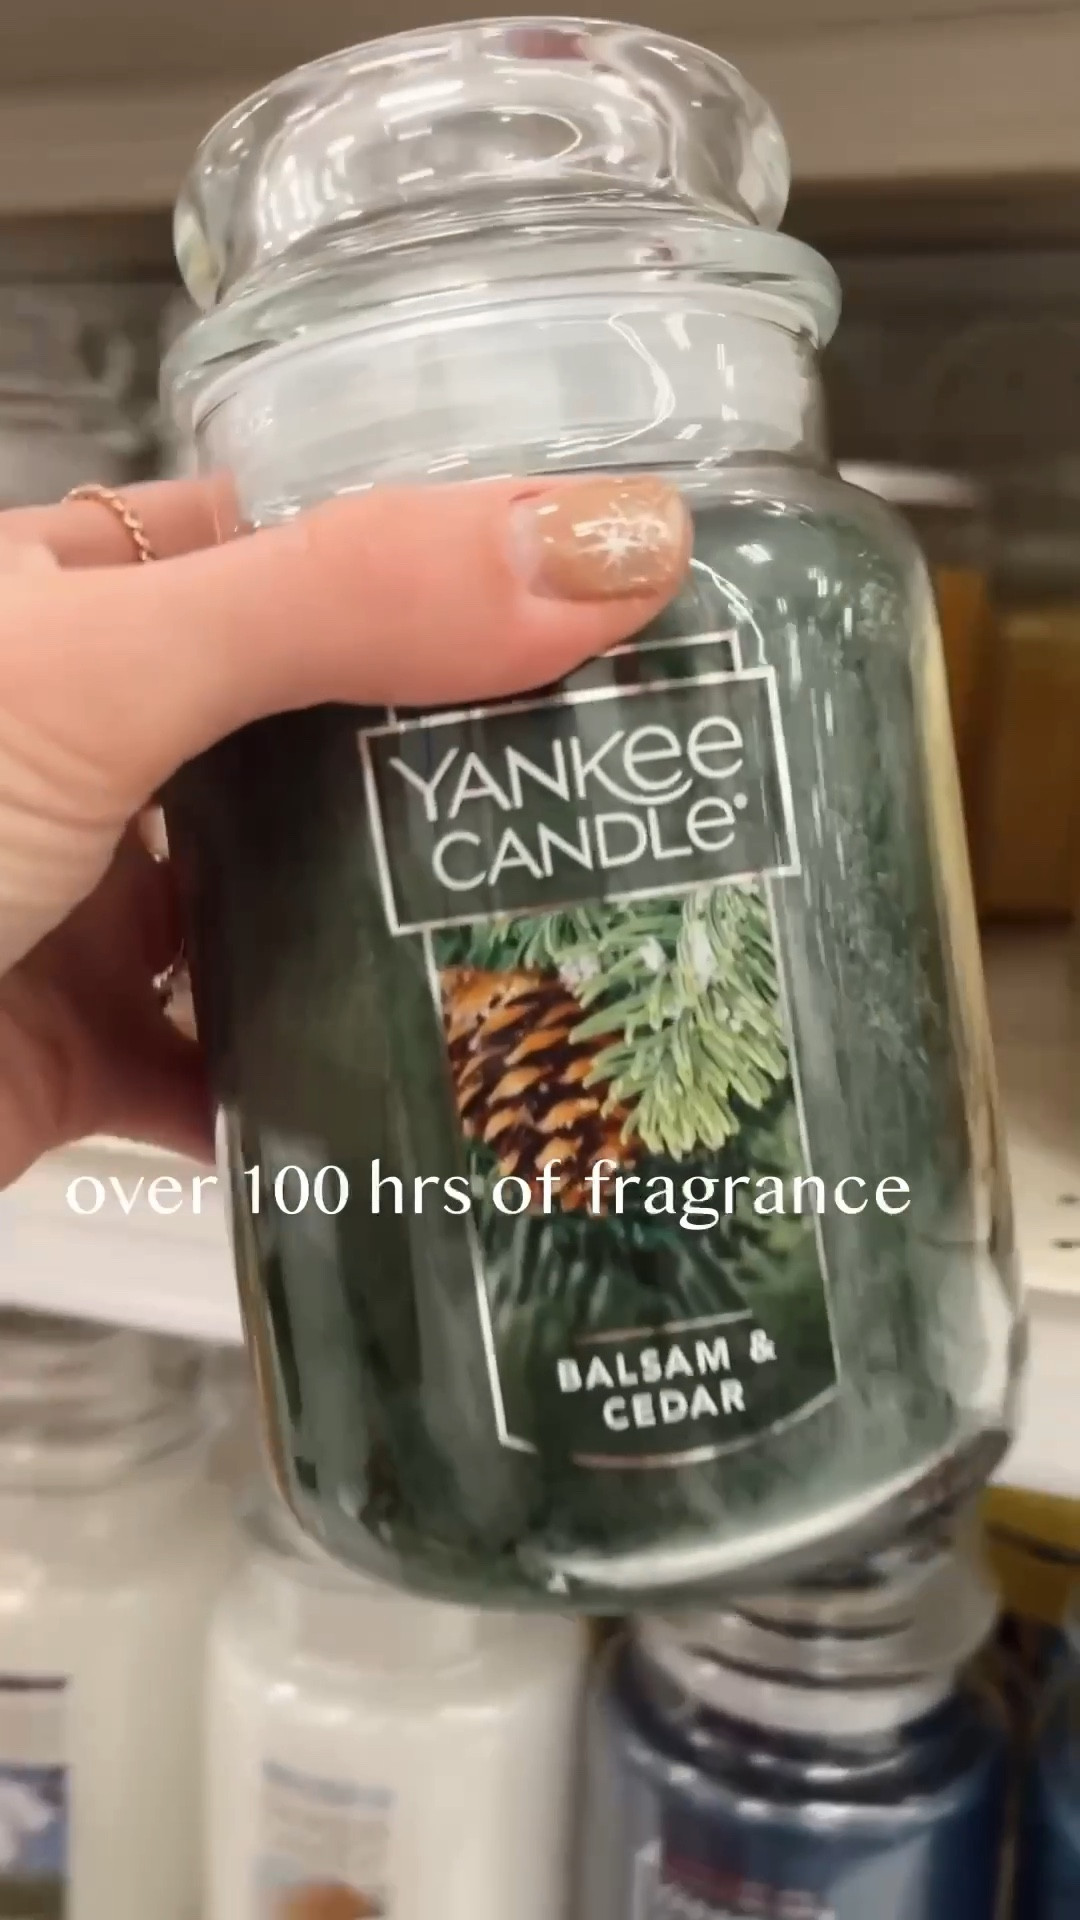 YANKEE
CANDLE
over 100 hrs of fragrance
BALSAM &
CEDAR